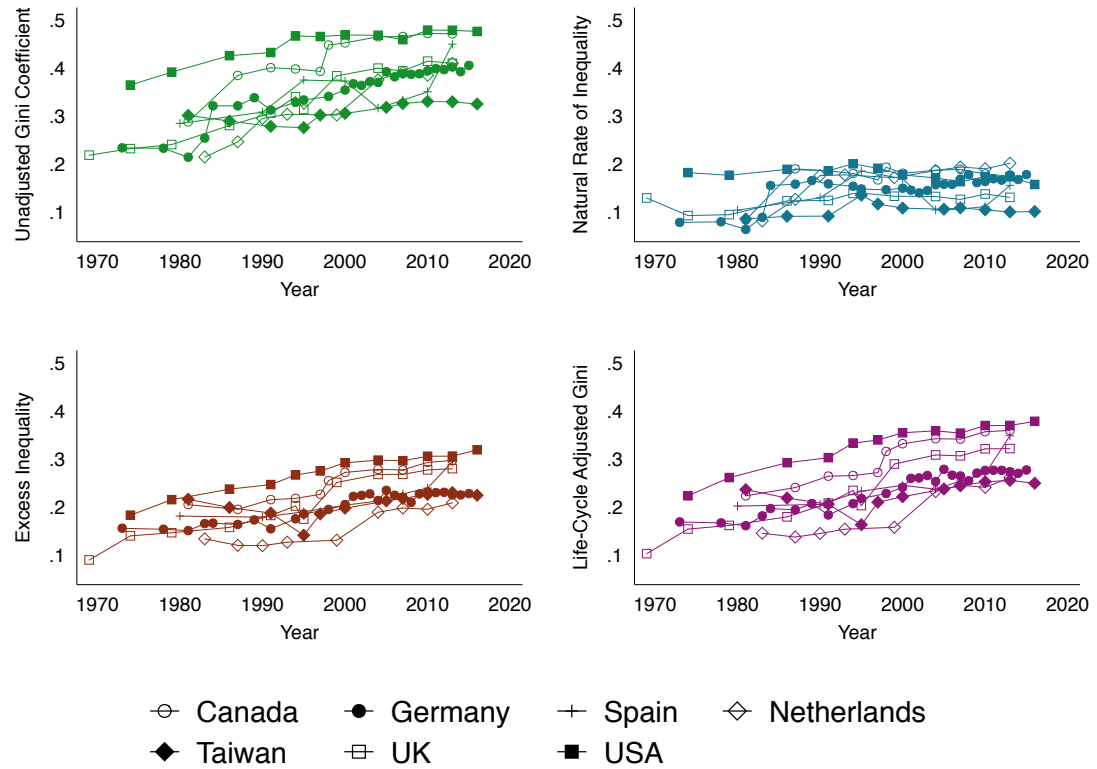 Unadjusted Gini Coefficient
.5
.4
.3
.2
.1
1970 1980 1990 2000 2010 2020
Year
Natural Rate of Inequality
.5
.4
.3
.2
.1
1970 1980 1990 2000 2010 2020
Year
Excess Inequality
.5
.4
.3
.2
.1
1970 1980 1990 2000 2010 2020
Year
Life-Cycle Adjusted Gini
.5
.4
.3
.2
.1
1970 1980 1990 2000 2010 2020
Year
Canada Germany Spain Netherlands
Taiwan UK USA